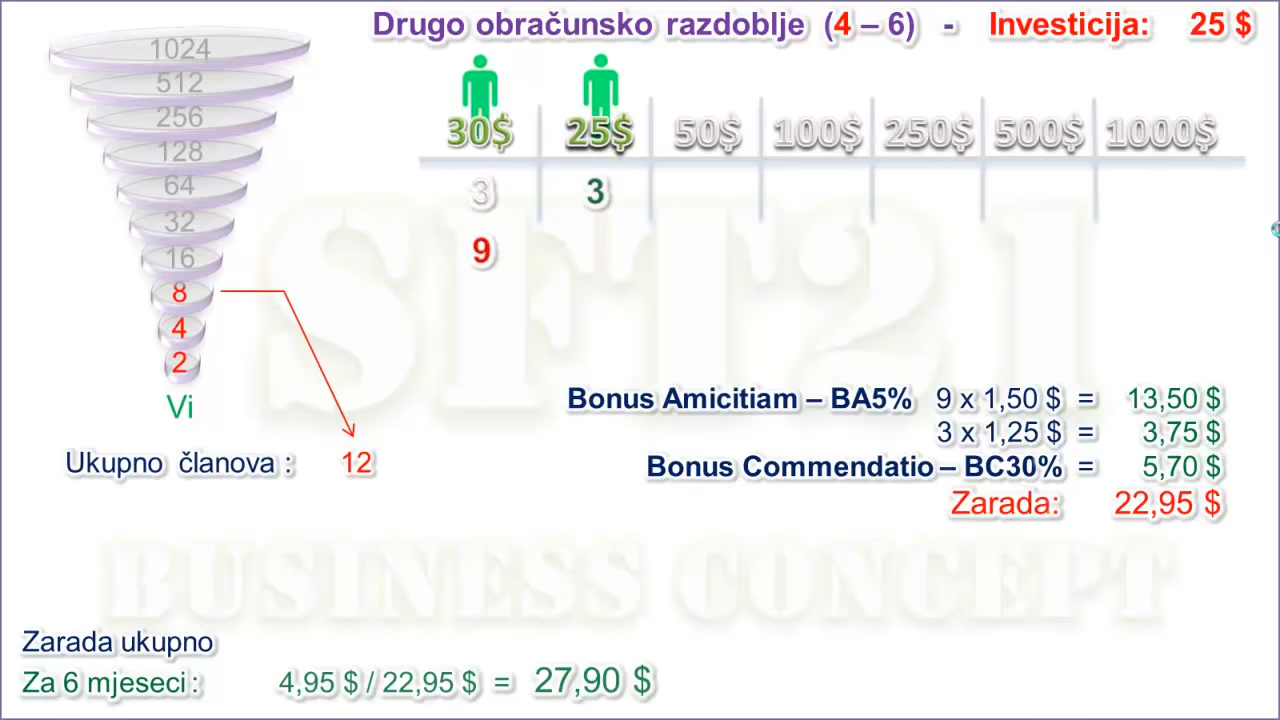 Drugo obračunsko razdoblje (4 – 6) - Investicija: 25 $
1024
512
256
128
64
32
16
8
4
2
Vi
Ukupno članova : 12
30$ 25$ 50$ 100$ 250$ 500$ 1000$
3 3
9
SFT21
Bonus Amicitiam – BA5% 9 x 1,50 $ = 13,50 $
3 x 1,25 $ = 3,75 $
Bonus Commendatio – BC30% = 5,70 $
Zarada: 22,95 $
BUSINESS CONCEPT
Zarada ukupno
Za 6 mjeseci : 4,95 $ / 22,95 $ = 27,90 $